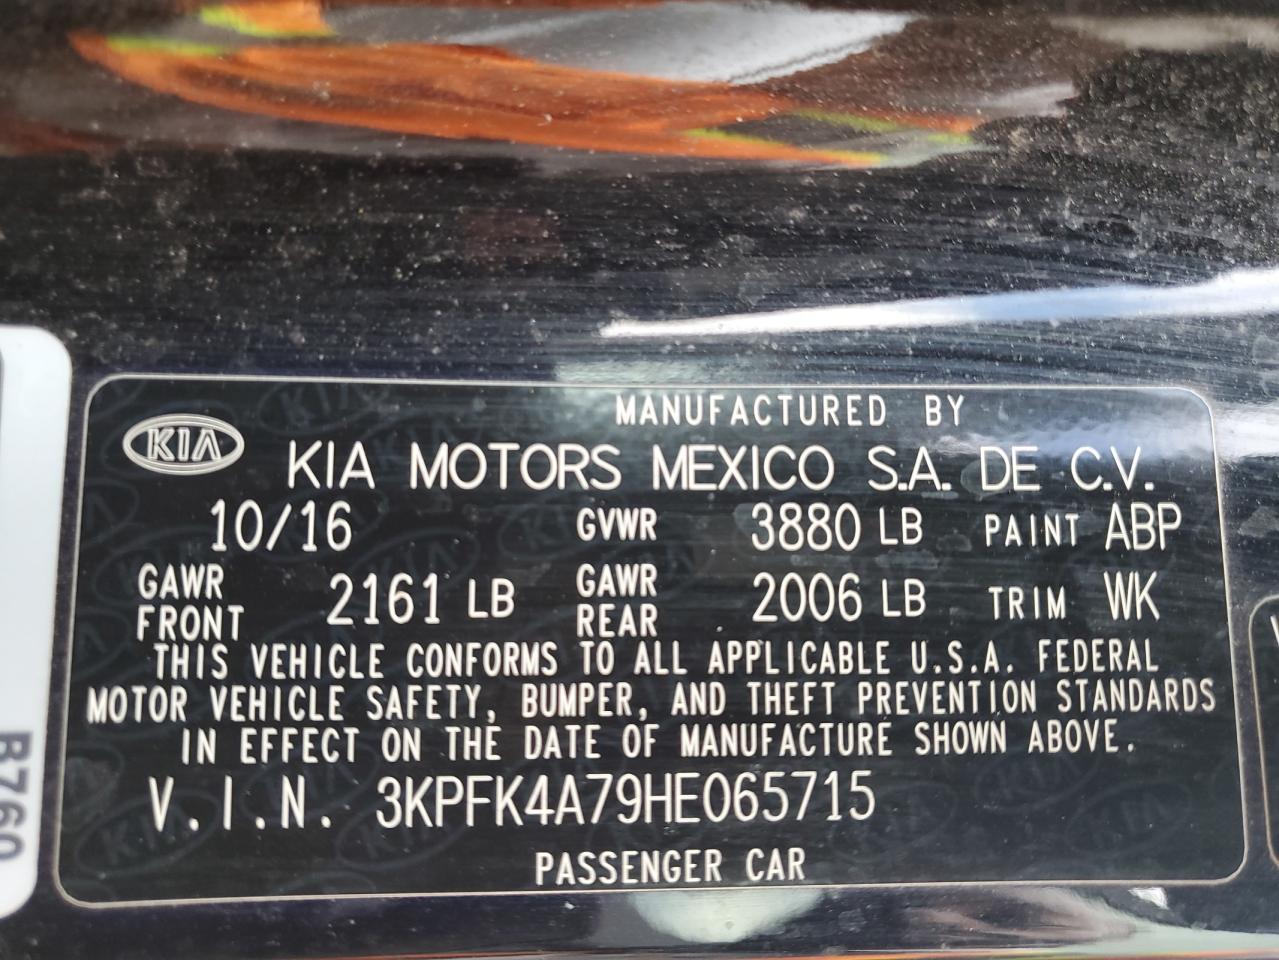 MANUFACTURED BY
KIA KIA MOTORS MEXICO S.A. DE C.V.
10/16 GVWR 3880 LB PAINT ABP
GAWR FRONT 2161 LB GAWR REAR 2006 LB TRIM WK
THIS VEHICLE CONFORMS TO ALL APPLICABLE U.S.A. FEDERAL
MOTOR VEHICLE SAFETY, BUMPER, AND THEFT PREVENTION STANDARDS
IN EFFECT ON THE DATE OF MANUFACTURE SHOWN ABOVE.
V.I.N. 3KPFK4A79HE065715
PASSENGER CAR
B760